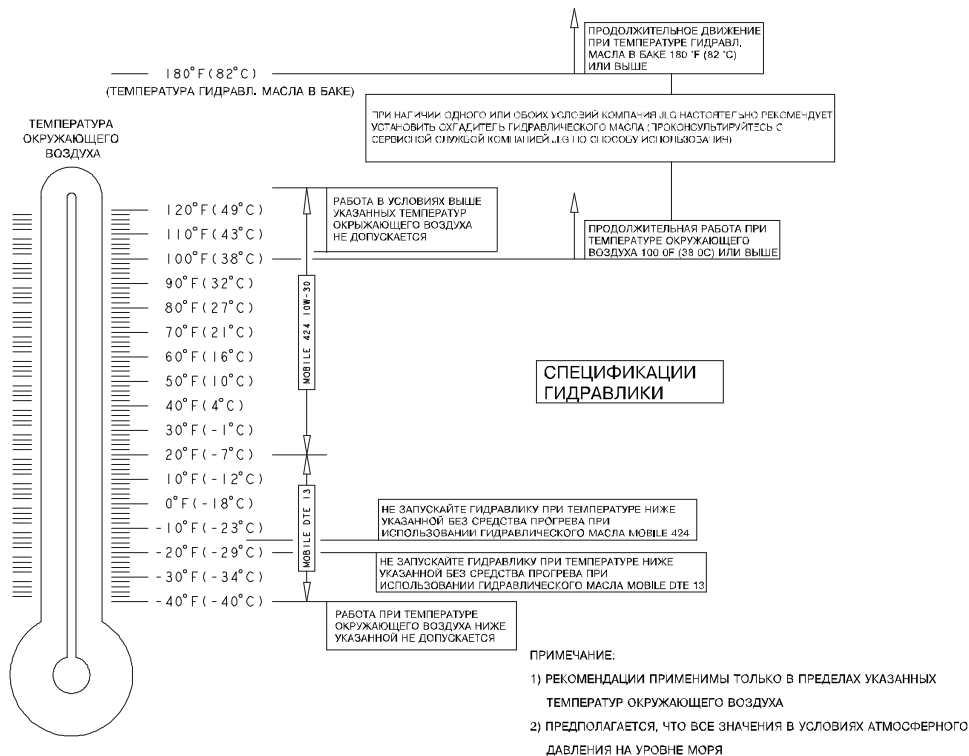 ПРОДОЛЖИТЕЛЬНОЕ ДВИЖЕНИЕ
ПРИ ТЕМПЕРАТУРЕ ГИДРАВЛ.
МАСЛА В БАКЕ 180 °F (82 °C)
ИЛИ ВЫШЕ
180°F(82°C)
(ТЕМПЕРАТУРА ГИДРАВЛ. МАСЛА В БАКЕ)
ПРИ НАЛИЧИИ ОДНОГО ИЛИ ОБОИХ УСЛОВИЙ КОМПАНИЯ JLG НАСТОЯТЕЛЬНО РЕКОМЕНДУЕТ
УСТАНОВИТЬ ОХЛАДИТЕЛЬ ГИДРАВЛИЧЕСКОГО МАСЛА (ПРОКОНСУЛЬТИРУЙТЕСЬ С
СЕРВИСНОЙ СЛУЖБОЙ КОМПАНИЕЙ JLG ПО СПОСОБУ ИСПОЛЬЗОВАНИЯ)
ТЕМПЕРАТУРА
ОКРУЖАЮЩЕГО
ВОЗДУХА
РАБОТА В УСЛОВИЯХ ВЫШЕ
УКАЗАННЫХ ТЕМПЕРАТУР
ОКРЫЖАЮЩЕГО ВОЗДУХА
НЕ ДОПУСКАЕТСЯ
ПРОДОЛЖИТЕЛЬНАЯ РАБОТА ПРИ
ТЕМПЕРАТУРЕ ОКРУЖАЮЩЕГО
ВОЗДУХА 100 0F (38 0C) ИЛИ ВЫШЕ
120°F(49°C)
110°F(43°C)
100°F(38°C)
90°F(32°C)
80°F(27°C)
70°F(21°C)
60°F(16°C)
50°F(10°C)
40°F(4°C)
30°F(-1°C)
20°F(-7°C)
10°F(-12°C)
0°F(-18°C)
-10°F(-23°C)
-20°F(-29°C)
-30°F(-34°C)
-40°F(-40°C)
MOBILE 424 10W-30
MOBILE DTE 13
СПЕЦИФИКАЦИИ
ГИДРАВЛИКИ
НЕ ЗАПУСКАЙТЕ ГИДРАВЛИКУ ПРИ ТЕМПЕРАТУРЕ НИЖЕ
УКАЗАННОЙ БЕЗ СРЕДСТВА ПРОГРЕВА ПРИ
ИСПОЛЬЗОВАНИИ ГИДРАВЛИЧЕСКОГО МАСЛА MOBILE 424
НЕ ЗАПУСКАЙТЕ ГИДРАВЛИКУ ПРИ ТЕМПЕРАТУРЕ НИЖЕ
УКАЗАННОЙ БЕЗ СРЕДСТВА ПРОГРЕВА ПРИ
ИСПОЛЬЗОВАНИИ ГИДРАВЛИЧЕСКОГО МАСЛА MOBILE DTE 13
РАБОТА ПРИ ТЕМПЕРАТУРЕ
ОКРУЖАЮЩЕГО ВОЗДУХА НИЖЕ
УКАЗАННОЙ НЕ ДОПУСКАЕТСЯ
ПРИМЕЧАНИЕ:
1) РЕКОМЕНДАЦИИ ПРИМЕНИМЫ ТОЛЬКО В ПРЕДЕЛАХ УКАЗАННЫХ
ТЕМПЕРАТУР ОКРУЖАЮЩЕГО ВОЗДУХА
2) ПРЕДПОЛАГАЕТСЯ, ЧТО ВСЕ ЗНАЧЕНИЯ В УСЛОВИЯХ АТМОСФЕРНОГО
ДАВЛЕНИЯ НА УРОВНЕ МОРЯ